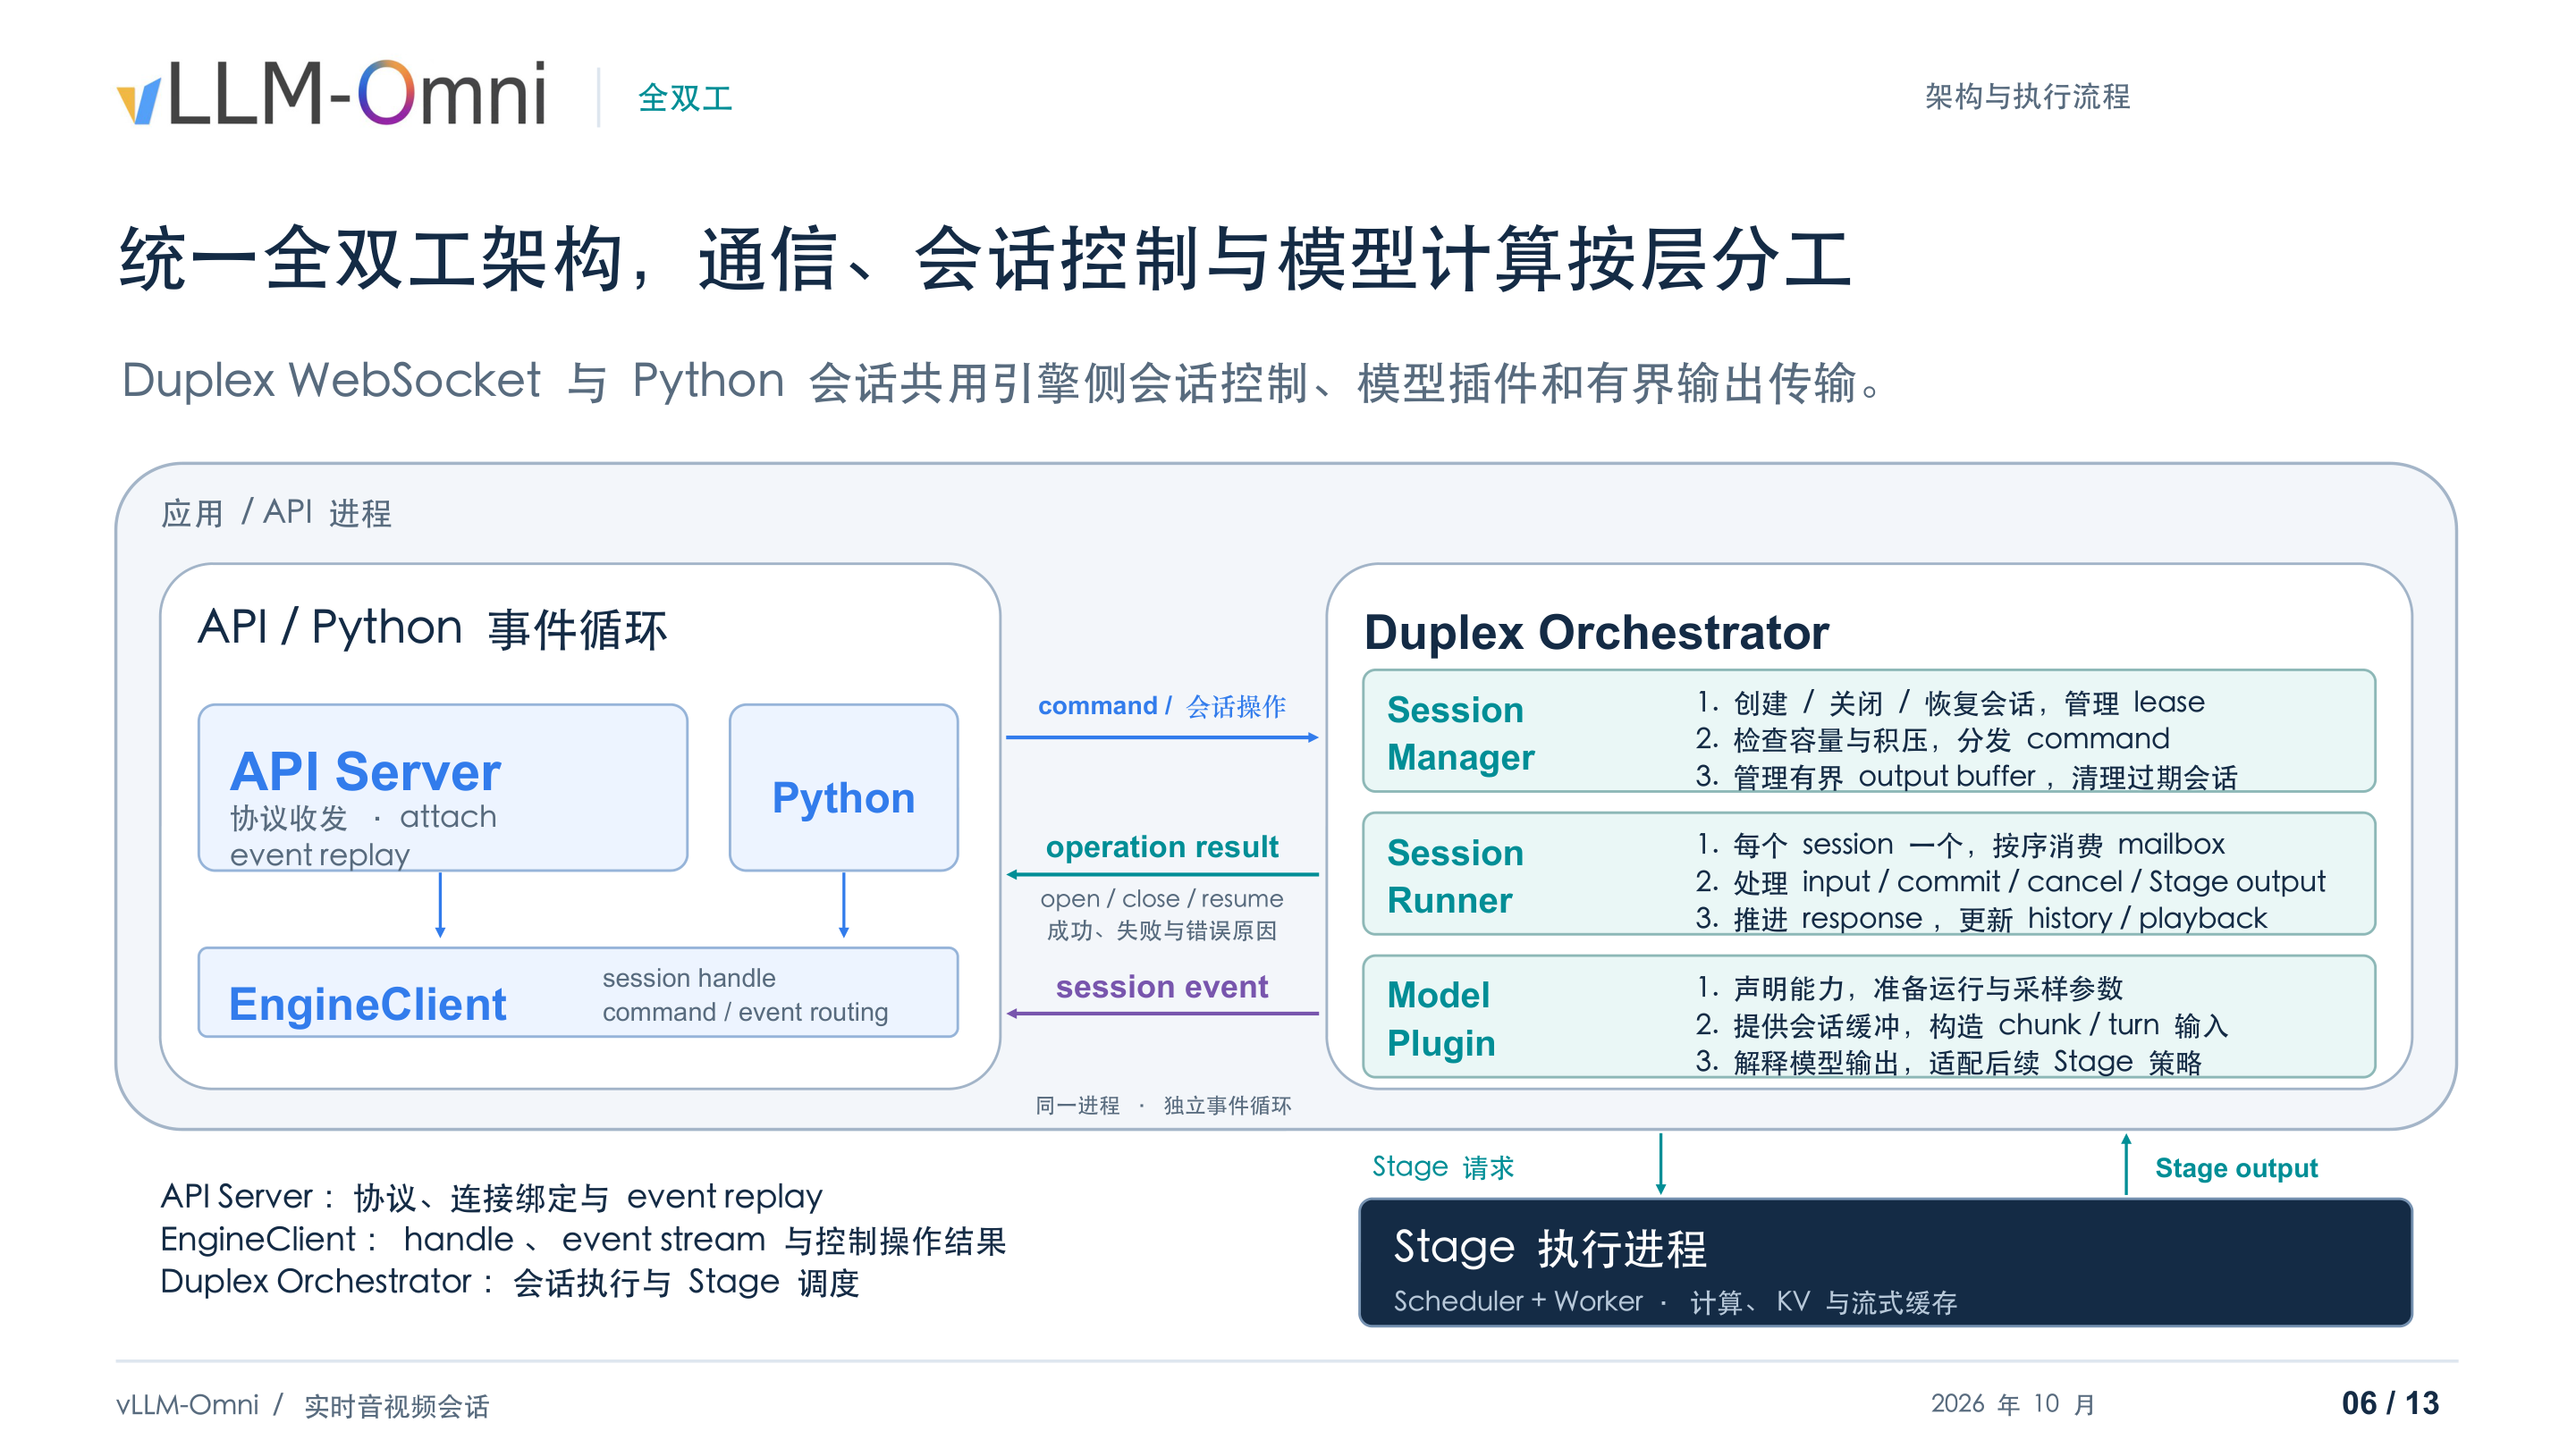 vLLM-Omni
全双工
架构与执行流程
统一全双工架构，通信、会话控制与模型计算按层分工
Duplex WebSocket 与 Python 会话共用引擎侧会话控制、模型插件和有界输出传输。
应用 / API 进程
API / Python 事件循环
API Server
协议收发 · attach
event replay
Python
EngineClient
session handle
command / event routing
command / 会话操作
operation result
open / close / resume
成功、失败与错误原因
session event
同一进程 · 独立事件循环
Duplex Orchestrator
Session
Manager
1. 创建 / 关闭 / 恢复会话，管理 lease
2. 检查容量与积压，分发 command
3. 管理有界 output buffer ，清理过期会话
Session
Runner
1. 每个 session 一个，按序消费 mailbox
2. 处理 input / commit / cancel / Stage output
3. 推进 response ，更新 history / playback
Model
Plugin
1. 声明能力，准备运行与采样参数
2. 提供会话缓冲，构造 chunk / turn 输入
3. 解释模型输出，适配后续 Stage 策略
Stage 请求
Stage output
API Server： 协议、连接绑定与 event replay
EngineClient： handle 、 event stream 与控制操作结果
Duplex Orchestrator： 会话执行与 Stage 调度
Stage 执行进程
Scheduler + Worker · 计算、 KV 与流式缓存
vLLM-Omni / 实时音视频会话
2026 年 10 月
06 / 13